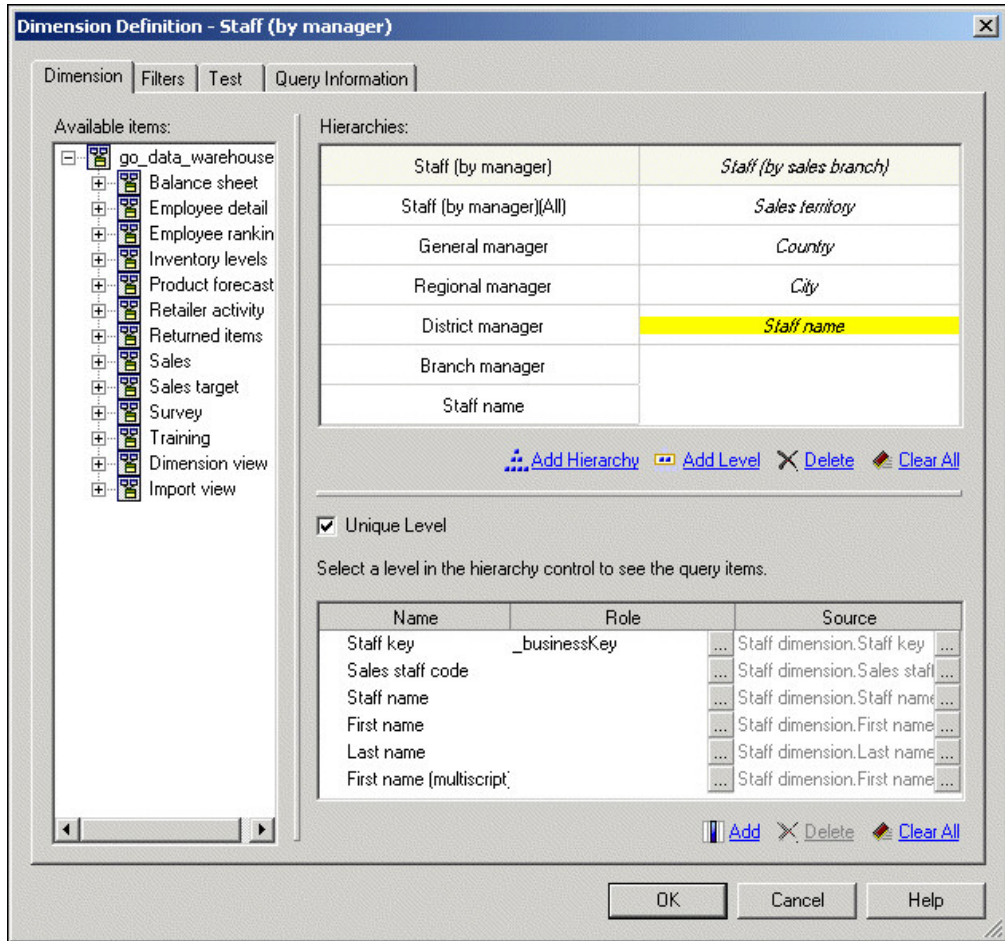 Dimension Definition - Staff (by manager)
Dimension Filters Test Query Information
Available items:
go_data_warehouse
Balance sheet
Employee detail
Employee rankin
Inventory levels
Product forecast
Retailer activity
Returned items
Sales
Sales target
Survey
Training
Dimension view
Import view
Hierarchies:
Staff (by manager) Staff (by sales branch)
Staff (by manager)(All) Sales territory
General manager Country
Regional manager City
District manager Staff name
Branch manager
Staff name
Add Hierarchy Add Level Delete Clear All
Unique Level
Select a level in the hierarchy control to see the query items.
Name Role Source
Staff key _businessKey ... Staff dimension.Staff key ...
Sales staff code ... Staff dimension.Sales staff ...
Staff name ... Staff dimension.Staff name ...
First name ... Staff dimension.First name ...
Last name ... Staff dimension.Last name ...
First name (multiscript) ... Staff dimension.First name ...
Add Delete Clear All
OK Cancel Help